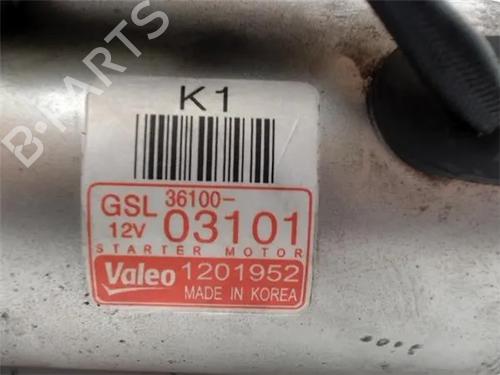 B-PARTS
K1
GSL 36100-
12V 03101
STARTER MOTOR
Valeo 1201952
MADE IN KOREA